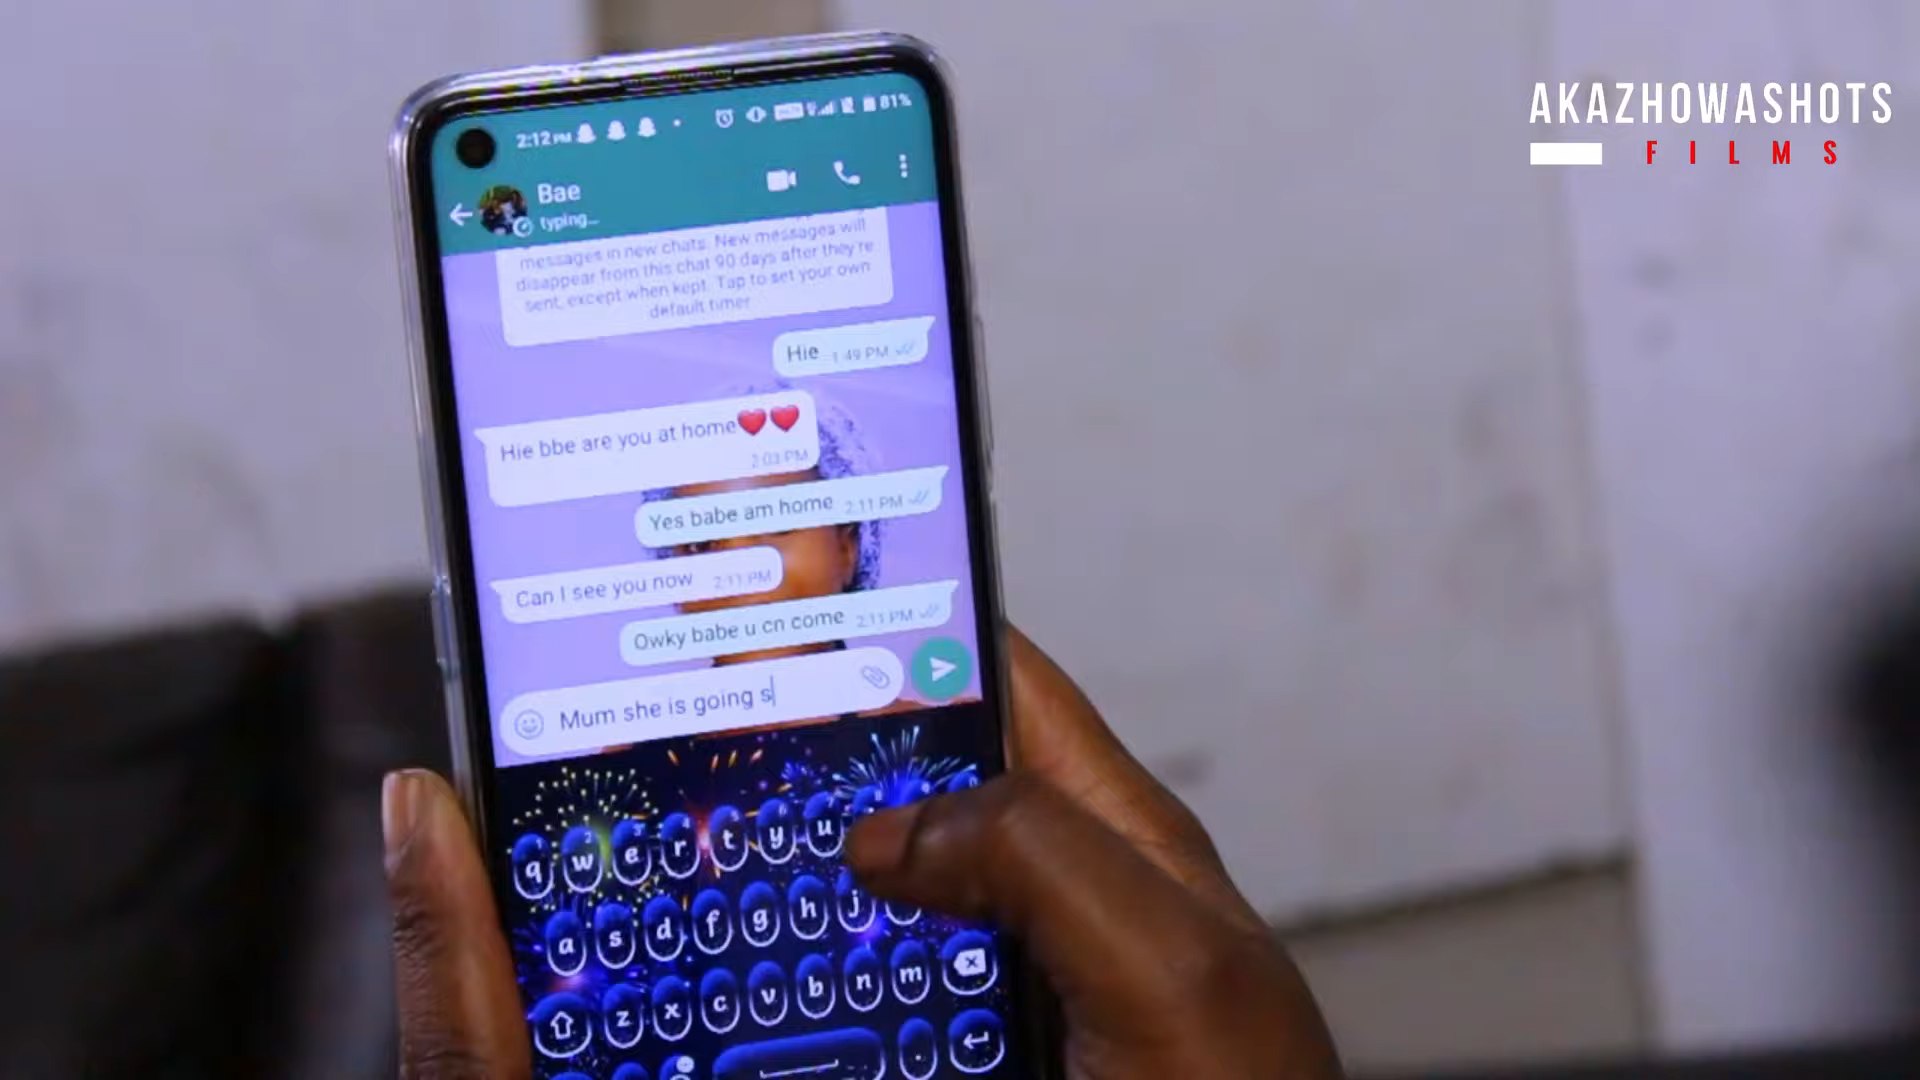 AKAZHOWASHOTS
FILMS
2:12 PM
81%
Bae
typing...
messages in new chats. New messages will
disappear from this chat 90 days after they're
sent, except when kept. Tap to set your own
default timer
Hie 1:49 PM
Hie bbe are you at home❤️❤️
2:03 PM
Yes babe am home 2:11 PM
Can I see you now 2:11 PM
Owky babe u cn come 2:11 PM
Mum she is going s
q w e r t y u
a s d f g h j
z x c v b n m
.